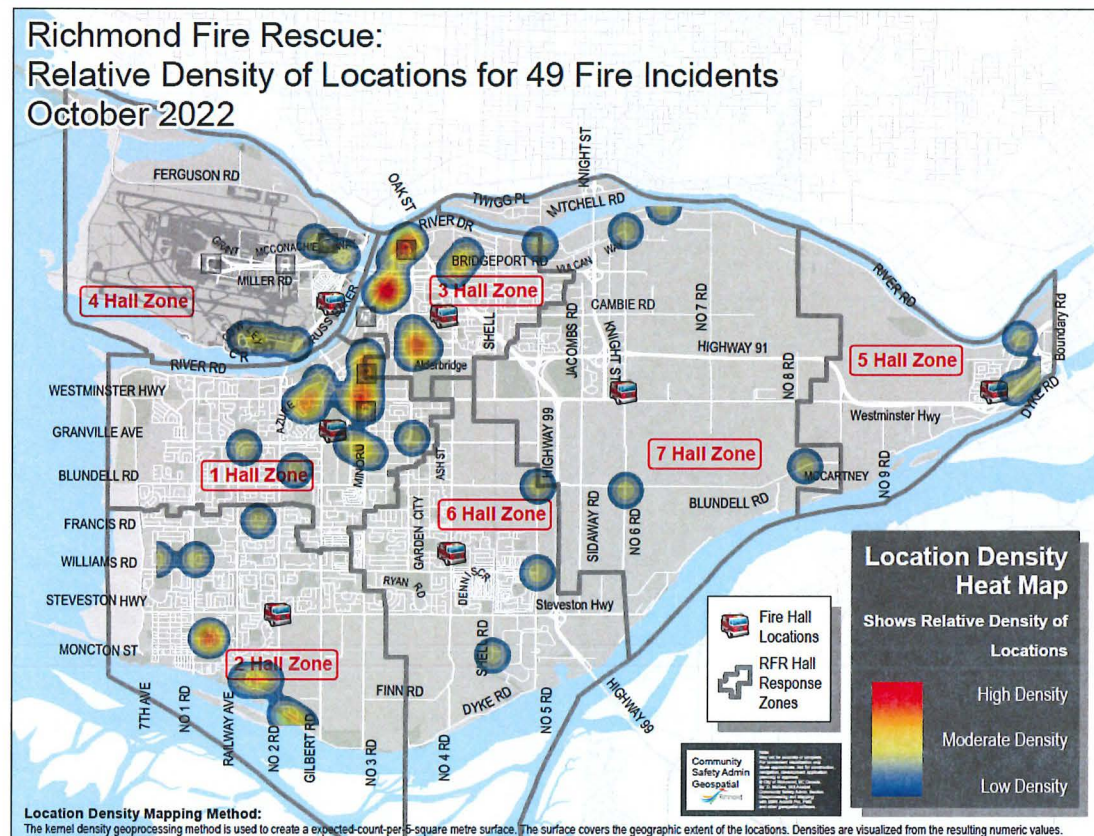 Richmond Fire Rescue:
Relative Density of Locations for 49 Fire Incidents
October 2022
FERGUSON RD
OAK ST
TWIGG PL
KNIGHT ST
MITCHELL RD
RIVER DR
GRANT
MCCONACHIE
BRIDGEPORT RD
VULCAN WAY
MILLER RD
4 Hall Zone
3 Hall Zone
RIVER RD
CAMBIE RD
NO 7 RD
SHELL
JACOMBS RD
KNIGHT ST
HIGHWAY 91
NO 8 RD
Boundary Rd
RIVER RD
Alderbridge
5 Hall Zone
WESTMINSTER HWY
DYKE RD
AZURE
Westminster Hwy
GRANVILLE AVE
HIGHWAY 99
MINORU
ASH ST
7 Hall Zone
1 Hall Zone
BLUNDELL RD
MCCARTNEY
NO 9 RD
BLUNDELL RD
6 Hall Zone
GARDEN CITY
SIDAWAY RD
NO 6 RD
FRANCIS RD
WILLIAMS RD
RYAN RD
DENNIS CR
STEVESTON HWY
Steveston Hwy
MONCTON ST
SHELL RD
2 Hall Zone
FINN RD
DYKE RD
HIGHWAY 99
7TH AVE
NO 1 RD
RAILWAY AVE
NO 2 RD
GILBERT RD
NO 3 RD
NO 4 RD
NO 5 RD
Fire Hall
Locations
RFR Hall
Response
Zones
Location Density
Heat Map
Shows Relative Density of
Locations
High Density
Moderate Density
Low Density
Community
Safety Admin
Geospatial
Richmond
Location Density Mapping Method:
The kernel density geoprocessing method is used to create a expected-count-per-5-square metre surface. The surface covers the geographic extent of the locations. Densities are visualized from the resulting numeric values.